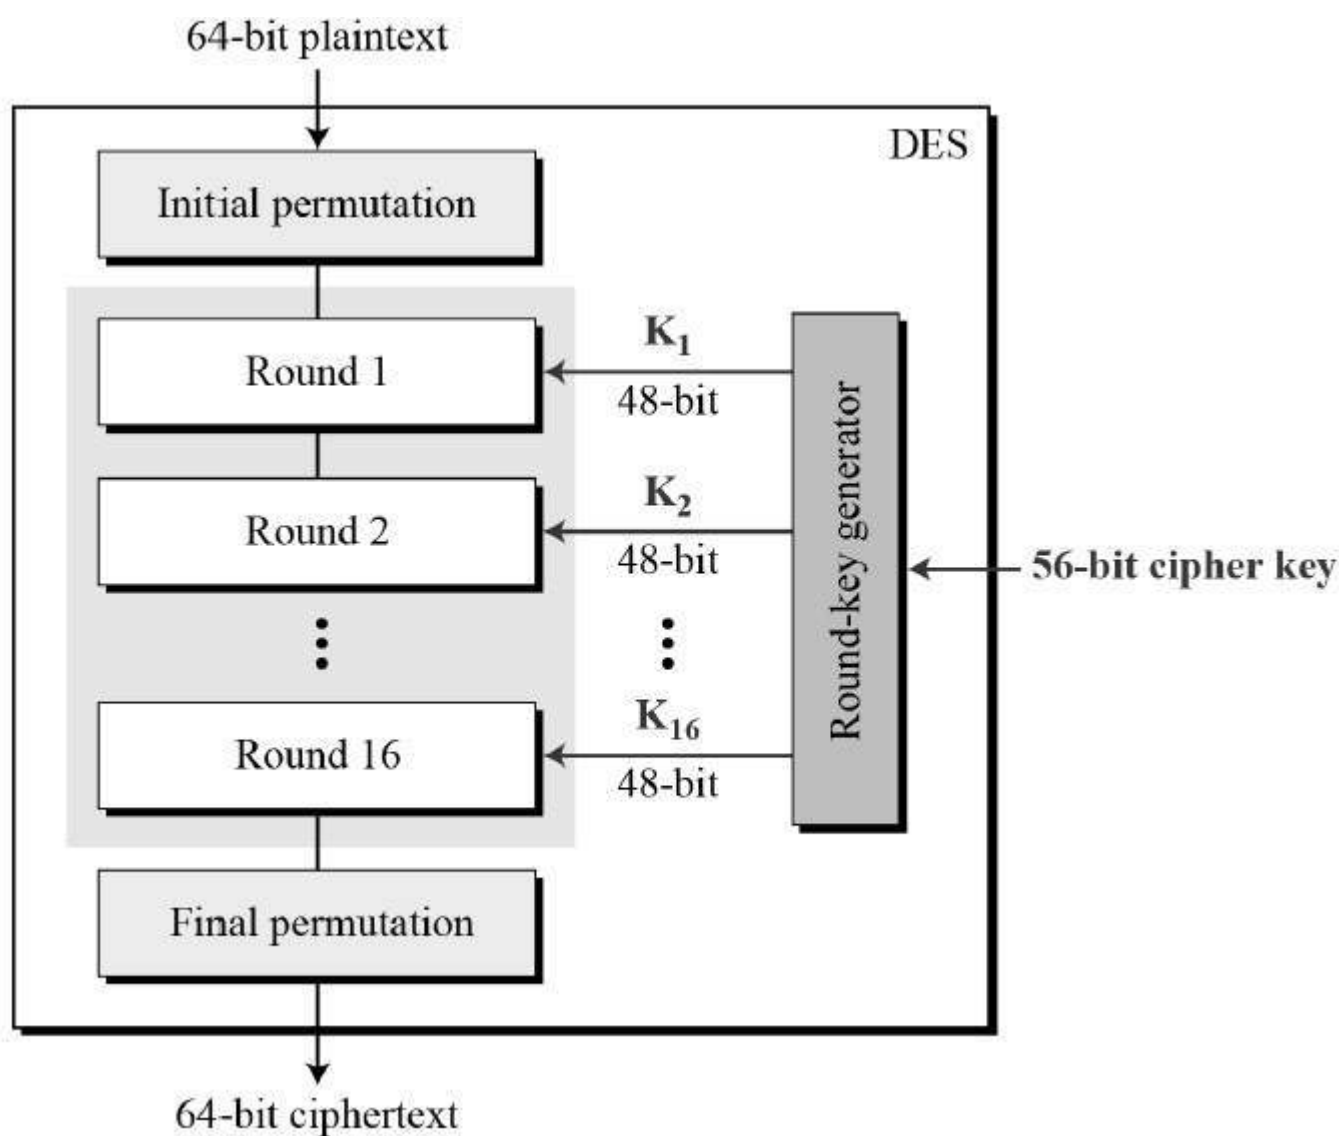 64-bit plaintext
DES
Initial permutation
Round 1
K1
48-bit
Round 2
K2
48-bit
Round-key generator
56-bit cipher key
Round 16
K16
48-bit
Final permutation
64-bit ciphertext